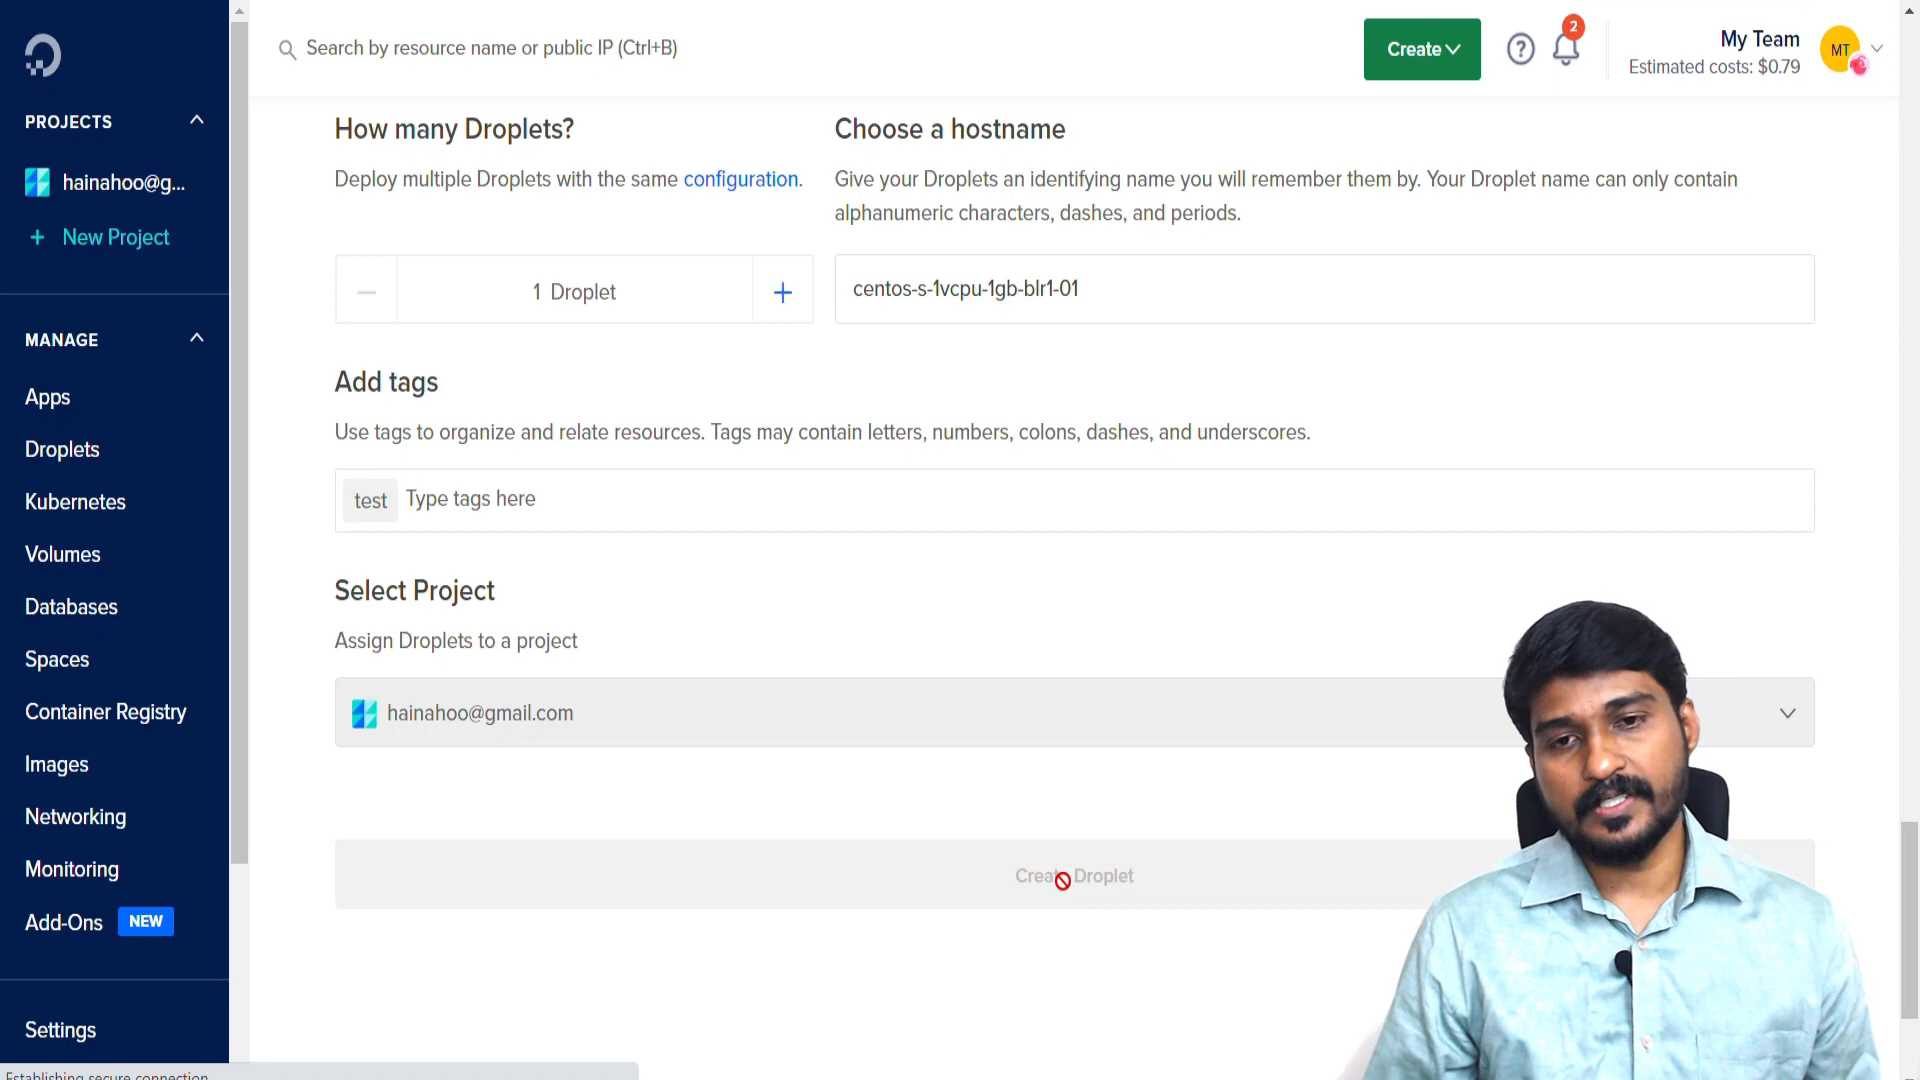 Search by resource name or public IP (Ctrl+B)
Create
2
My Team
Estimated costs: $0.79
MT
PROJECTS
hainahoo@g...
+ New Project
MANAGE
Apps
Droplets
Kubernetes
Volumes
Databases
Spaces
Container Registry
Images
Networking
Monitoring
Add-Ons NEW
Settings
How many Droplets?
Deploy multiple Droplets with the same configuration.
1 Droplet
Choose a hostname
Give your Droplets an identifying name you will remember them by. Your Droplet name can only contain
alphanumeric characters, dashes, and periods.
centos-s-1vcpu-1gb-blr1-01
Add tags
Use tags to organize and relate resources. Tags may contain letters, numbers, colons, dashes, and underscores.
test Type tags here
Select Project
Assign Droplets to a project
hainahoo@gmail.com
Create Droplet
Establishing secure connection